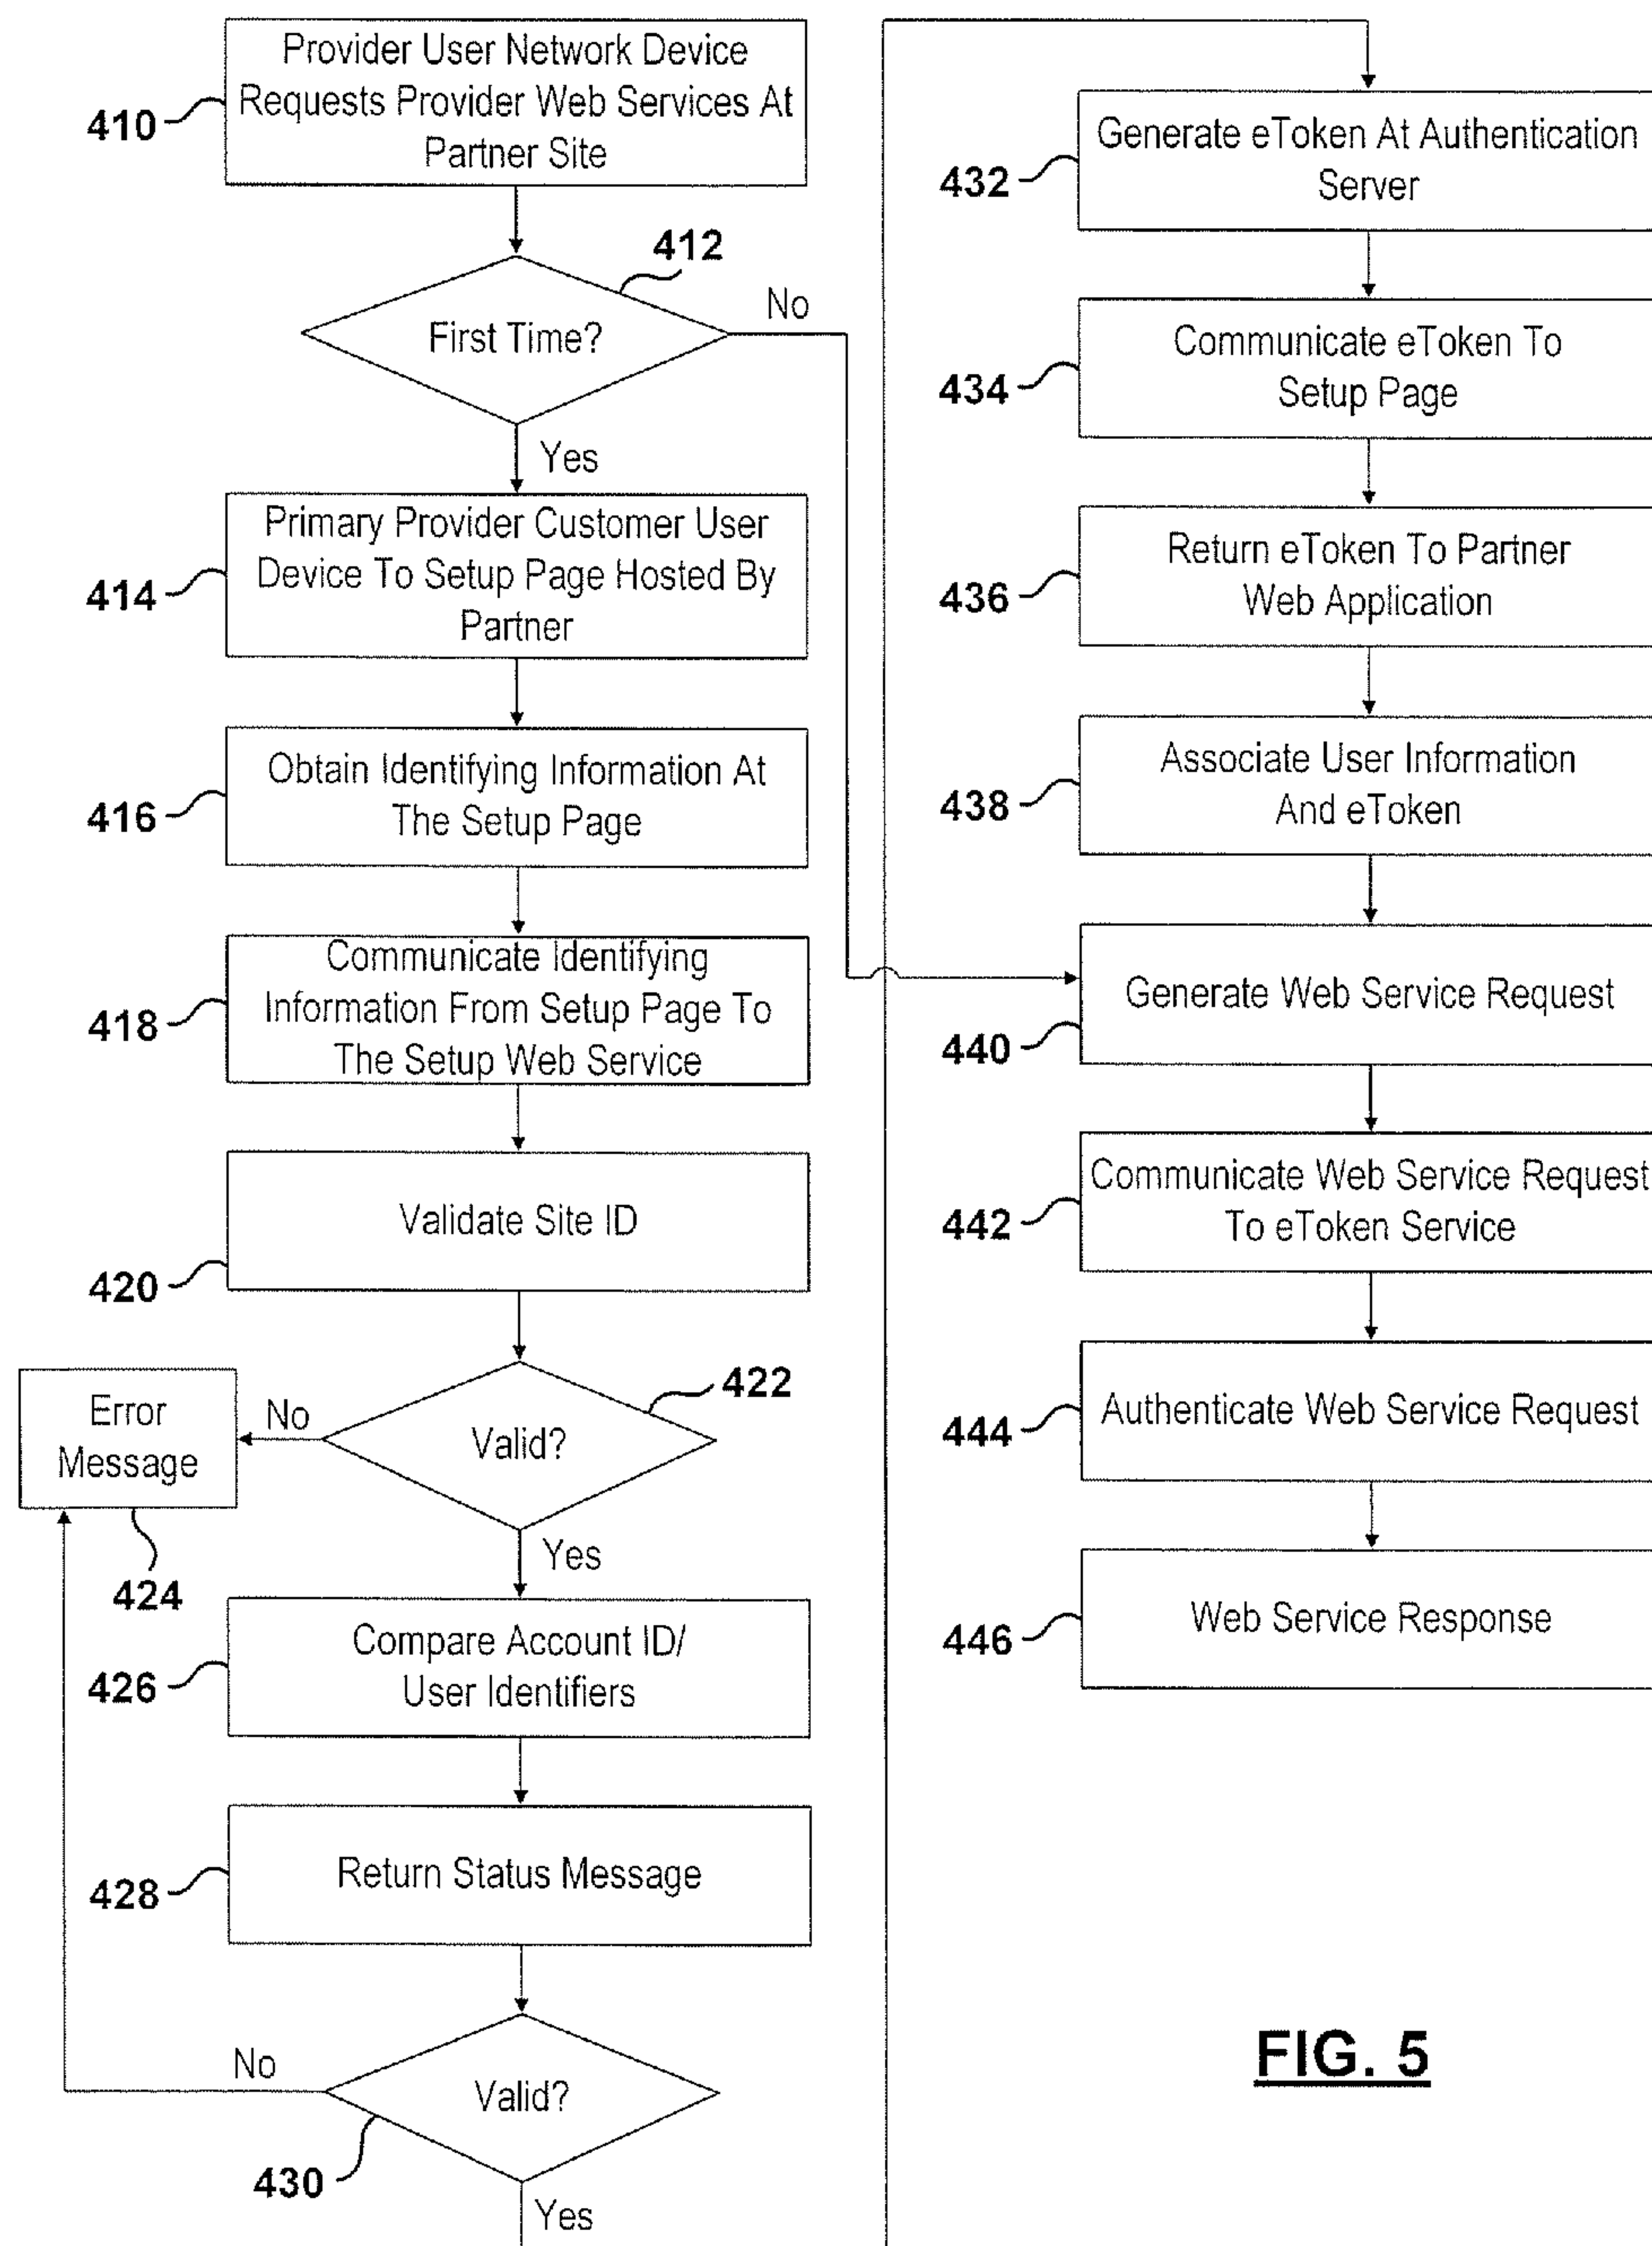 Provider User Network Device
Requests Provider Web Services At
Partner Site
410
412
First Time?
No
Yes
Primary Provider Customer User
Device To Setup Page Hosted By
Partner
414
Obtain Identifying Information At
The Setup Page
416
Communicate Identifying
Information From Setup Page To
The Setup Web Service
418
Validate Site ID
420
422
Valid?
No
Error
Message
424
Yes
Compare Account ID/
User Identifiers
426
Return Status Message
428
Valid?
No
430
Yes
Generate eToken At Authentication
Server
432
Communicate eToken To
Setup Page
434
Return eToken To Partner
Web Application
436
Associate User Information
And eToken
438
Generate Web Service Request
440
Communicate Web Service Request
To eToken Service
442
Authenticate Web Service Request
444
Web Service Response
446
FIG. 5